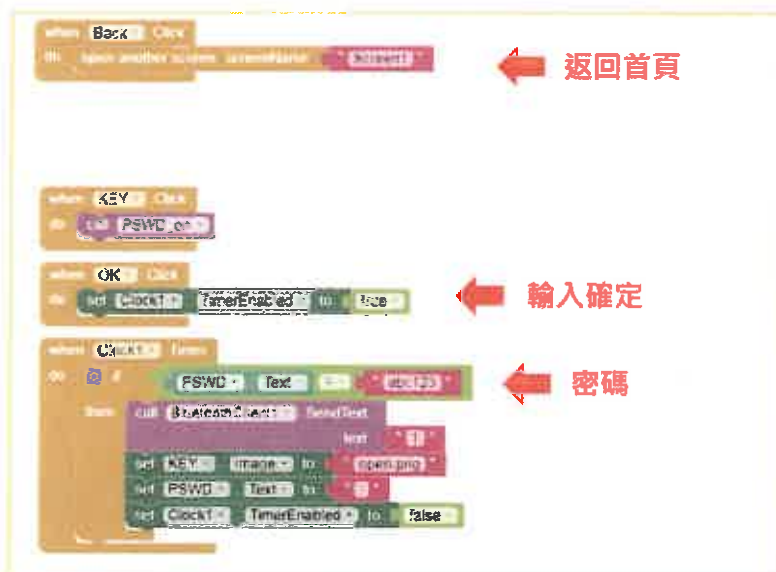 when Back Click
do open another screen screenName
返回首頁
when KEY Click
do call PSWD_on
when OK Click
do set Clock1 TimerEnabled to true
輸入確定
when Clock1 Timer
do if PSWD Text = "abc123"
密碼
then call BluetoothClient1 SendText
text
set KEY Image to "open.png"
set PSWD Text to
set Clock1 TimerEnabled to false